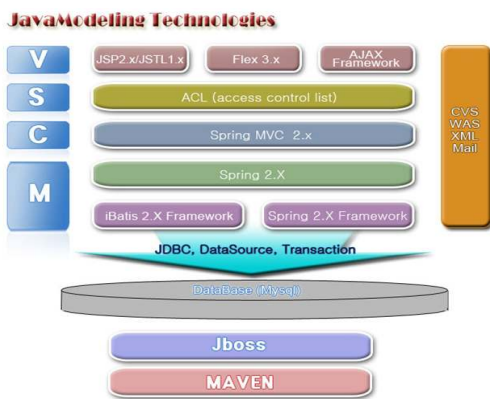 JavaModeling Technologies
V
JSP2.x/JSTL1.x
Flex 3.x
AJAX
Framework
S
ACL (access control list)
C
Spring MVC 2.x
M
Spring 2.X
iBatis 2.X Framework
Spring 2.X Framework
CVS
WAS
XML
Mail
JDBC, DataSource, Transaction
DataBase (Mysql)
Jboss
MAVEN